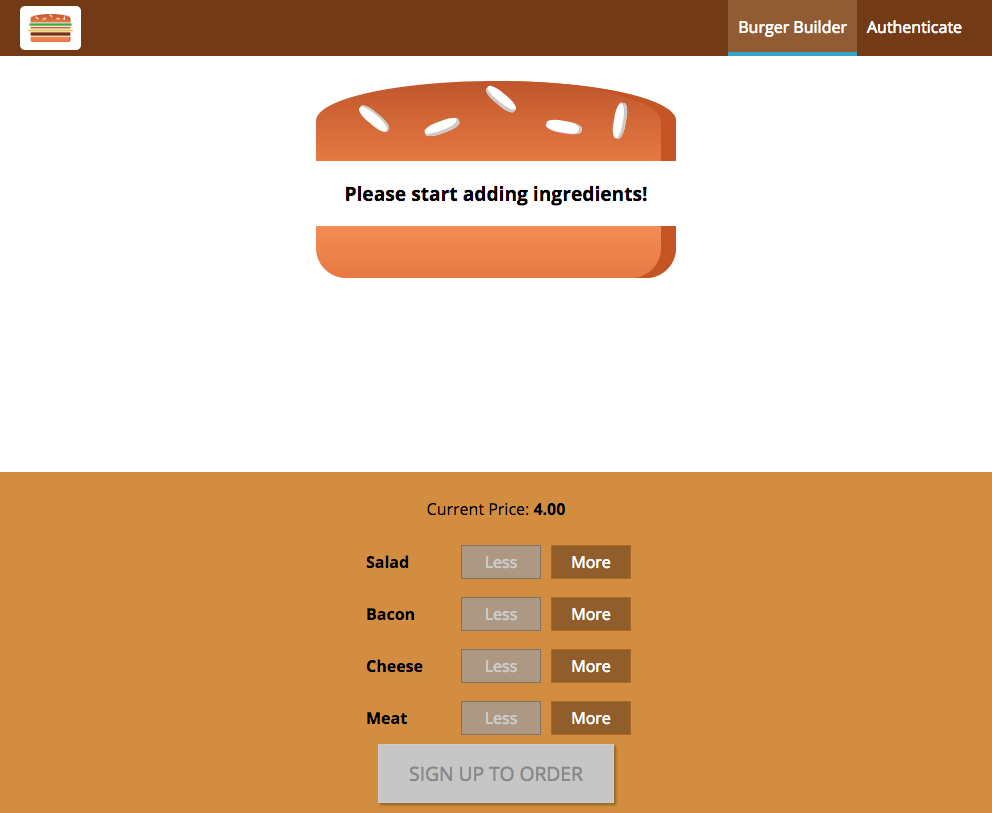 Burger Builder Authenticate
Please start adding ingredients!
Current Price: 4.00
Salad Less More
Bacon Less More
Cheese Less More
Meat Less More
SIGN UP TO ORDER